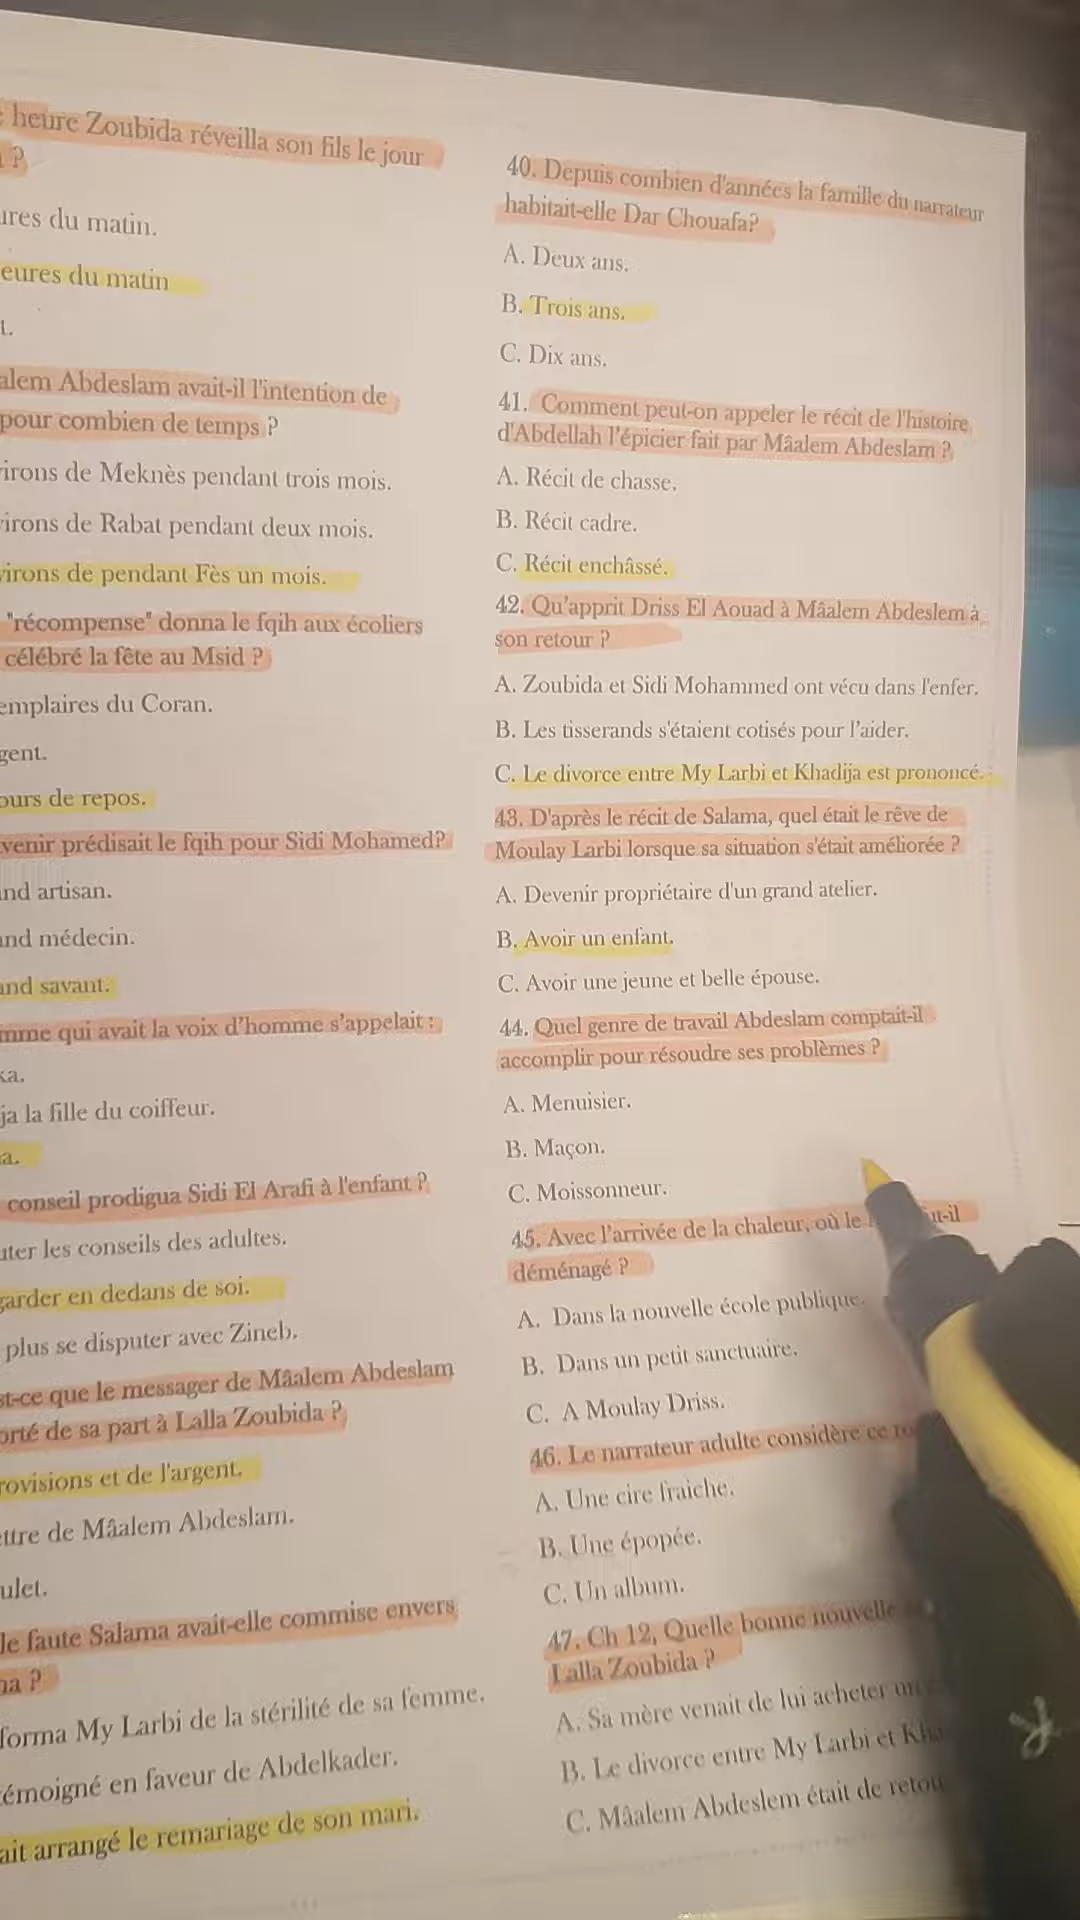 heure Zoubida réveilla son fils le jour
?
ures du matin.
eures du matin
t.
alem Abdeslam avait-il l'intention de
pour combien de temps ?
virons de Meknès pendant trois mois.
virons de Rabat pendant deux mois.
virons de pendant Fès un mois.
"récompense" donna le fqih aux écoliers
célébré la fête au Msid ?
emplaires du Coran.
gent.
ours de repos.
venir prédisait le fqih pour Sidi Mohamed?
and artisan.
and médecin.
and savant.
mme qui avait la voix d'homme s'appelait :
ka.
ja la fille du coiffeur.
a.
conseil prodigua Sidi El Arafi à l'enfant ?
uter les conseils des adultes.
garder en dedans de soi.
plus se disputer avec Zineb.
st-ce que le messager de Mâalem Abdeslam
orté de sa part à Lalla Zoubida ?
rovisions et de l'argent.
ettre de Mâalem Abdeslam.
ulet.
le faute Salama avait-elle commise envers
na ?
forma My Larbi de la stérilité de sa femme.
émoigné en faveur de Abdelkader.
ait arrangé le remariage de son mari.
40. Depuis combien d'années la famille du narrateur
habitait-elle Dar Chouafa?
A. Deux ans.
B. Trois ans.
C. Dix ans.
41. Comment peut-on appeler le récit de l'histoire
d'Abdellah l'épicier fait par Mâalem Abdeslam ?
A. Récit de chasse.
B. Récit cadre.
C. Récit enchâssé.
42. Qu'apprit Driss El Aouad à Mâalem Abdeslem à
son retour ?
A. Zoubida et Sidi Mohammed ont vécu dans l'enfer.
B. Les tisserands s'étaient cotisés pour l'aider.
C. Le divorce entre My Larbi et Khadija est prononcé.
43. D'après le récit de Salama, quel était le rêve de
Moulay Larbi lorsque sa situation s'était améliorée ?
A. Devenir propriétaire d'un grand atelier.
B. Avoir un enfant.
C. Avoir une jeune et belle épouse.
44. Quel genre de travail Abdeslam comptait-il
accomplir pour résoudre ses problèmes ?
A. Menuisier.
B. Maçon.
C. Moissonneur.
45. Avec l'arrivée de la chaleur, où le
déménagé ?
A. Dans la nouvelle école publique.
B. Dans un petit sanctuaire.
C. A Moulay Driss.
46. Le narrateur adulte considère ce ro
A. Une cire fraiche.
B. Une épopée.
C. Un album.
47. Ch 12, Quelle bonne nouvelle
Lalla Zoubida ?
A. Sa mère venait de lui acheter un
B. Le divorce entre My Larbi et Kha
C. Mâalem Abdeslem était de retou